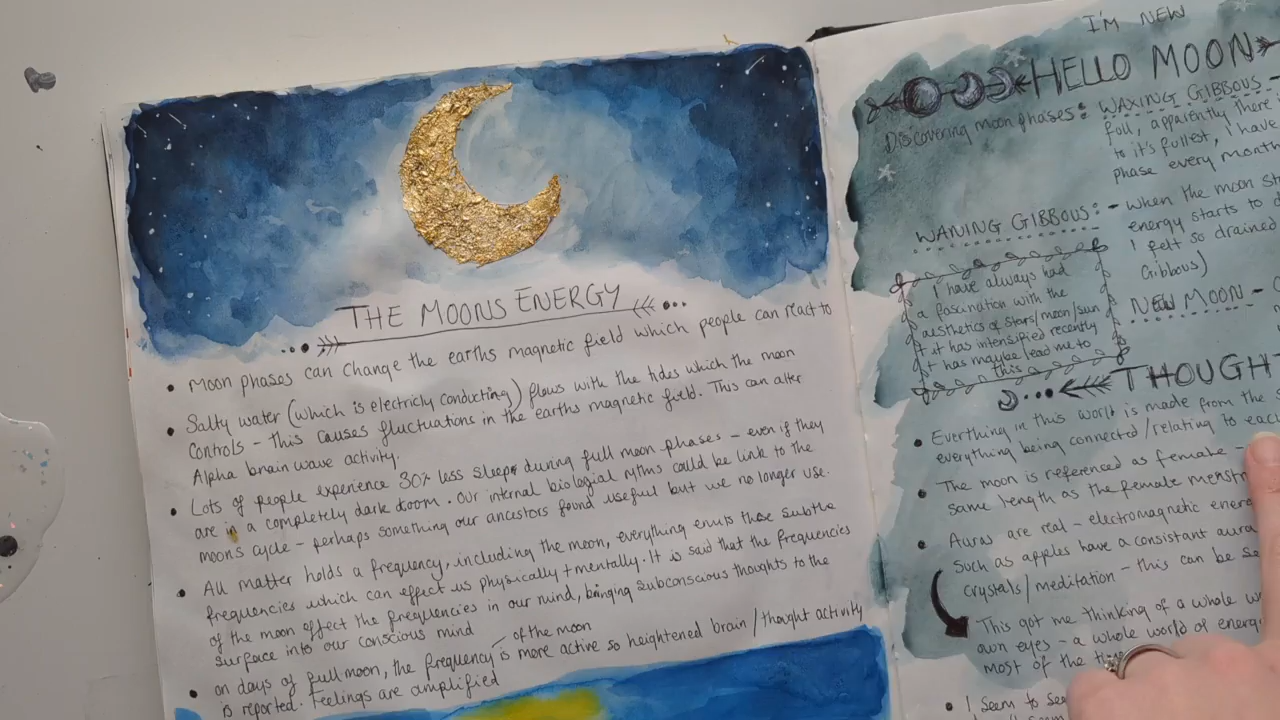 THE MOONS ENERGY
• Moon phases can change the earths magnetic field which people can react to
• Salty water (which is electricly conducting) flows with the tides which the moon
controls - this causes fluctuations in the earths magnetic field. This can alter
Alpha brain wave activity.
• Lots of people experience 30% less sleep during full moon phases - even if they
are in a completely dark room. Our internal biological rythms could be link to the
moons cycle - perhaps something our ancestors found useful but we no longer use.
• All matter holds a frequency, including the moon, everything emits these subtle
frequencies which can effect us physically + mentally. It is said that the frequencies
of the moon effect the frequencies in our mind, bringing subconscious thoughts to the
surface into our conscious mind
of the moon
• on days of full moon, the frequency is more active so heightened brain / thought activity
is reported. Feelings are amplified
I'M NEW
HELLO MOON
Discovering moon phases: WAXING GIBBOUS -
full, apparently there
to it's fullest, I have
phase every month
WANING GIBBOUS: - when the moon
energy starts to
I felt so drained
Gibbous)
I have always had
a fascination with the
aesthetics of stars/moon/sun
+ it has intensified recently
It has maybe lead me to
this
NEW MOON -
THOUGHT
• Everthing in this world is made from the
everything being connected/relating to each
• The moon is referenced as female -
same length as the female
• Auras are real - electromagnetic
such as apples have a consistant aura
crystals/meditation - this can be
This got me thinking of a whole
own eyes - a whole world of energy
most of the
• I seem to